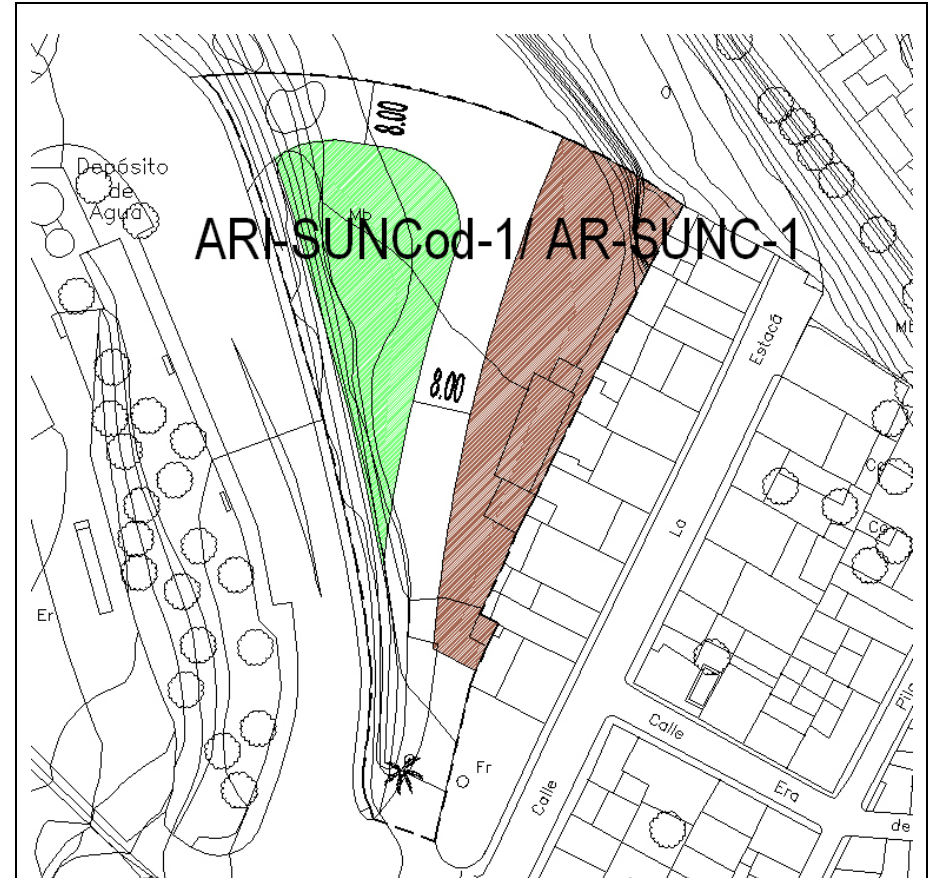 8.00
Depósito
de
Agua
Mb
ARI-SUNCod-1/ AR-SUNC-1
Estacá
8.00
La
Er
Calle
Era
Fr
Calle
de